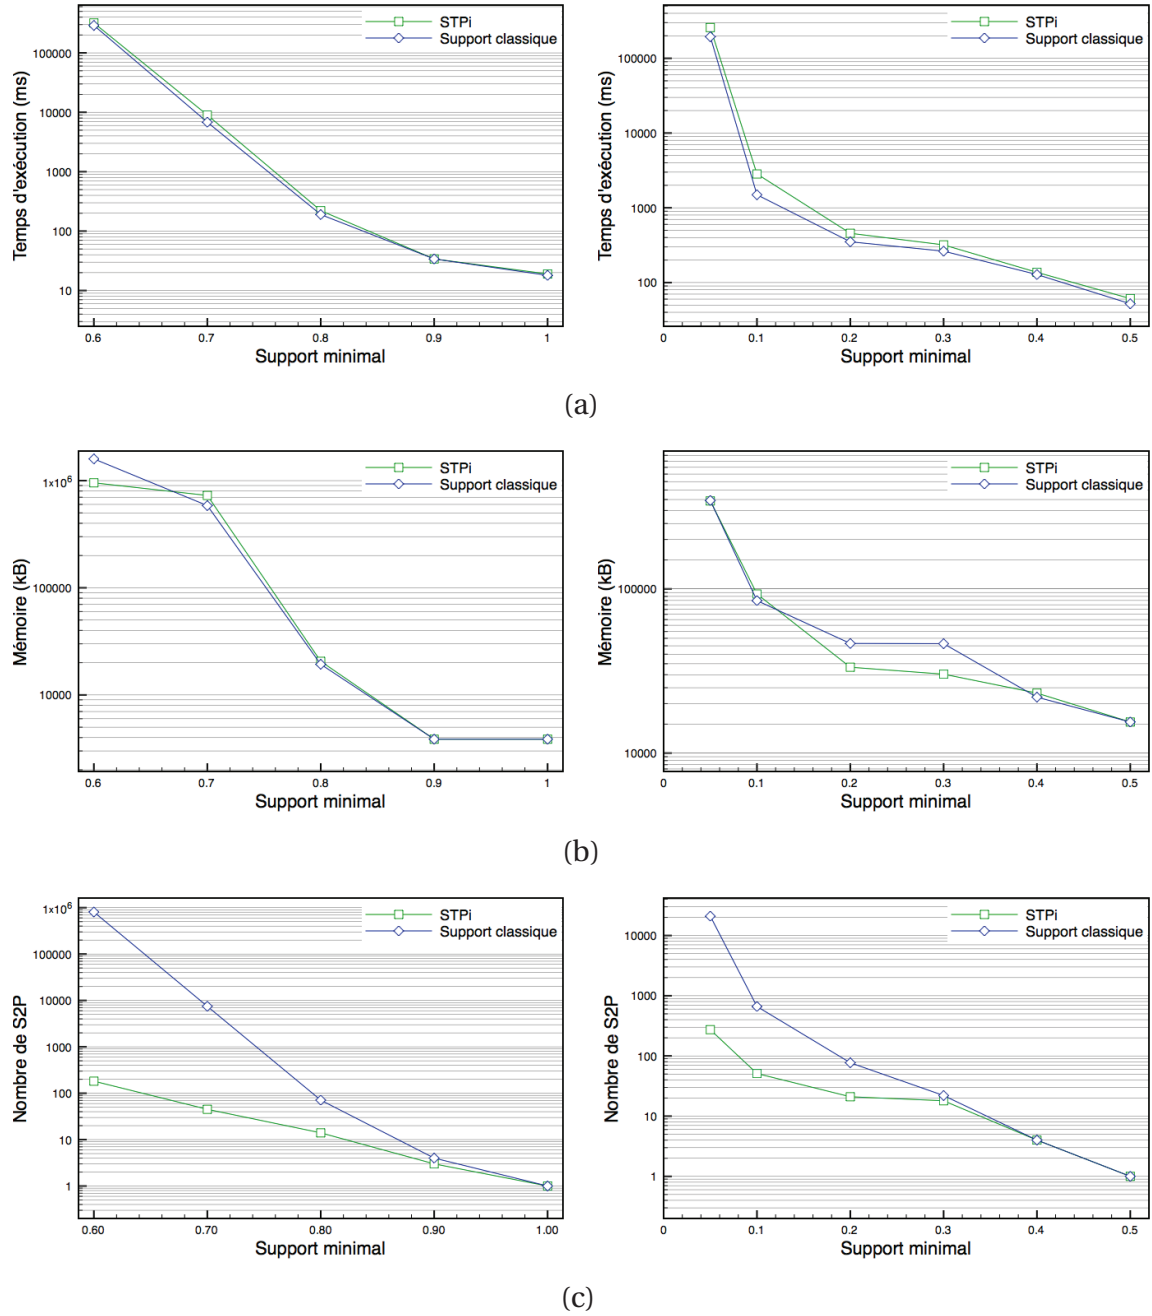 STPi
Support classique
100000
10000
1000
100
10
0.6 0.7 0.8 0.9 1
Support minimal
Temps d'exécution (ms)
STPi
Support classique
100000
10000
1000
100
0 0.1 0.2 0.3 0.4 0.5
Support minimal
Temps d'exécution (ms)
(a)
STPi
Support classique
1x10⁶
100000
10000
0.6 0.7 0.8 0.9 1
Support minimal
Mémoire (kB)
STPi
Support classique
100000
10000
0 0.1 0.2 0.3 0.4 0.5
Support minimal
Mémoire (kB)
(b)
STPi
Support classique
1x10⁶
100000
10000
1000
100
10
1
0.60 0.70 0.80 0.90 1.00
Support minimal
Nombre de S2P
STPi
Support classique
10000
1000
100
10
1
0 0.1 0.2 0.3 0.4 0.5
Support minimal
Nombre de S2P
(c)